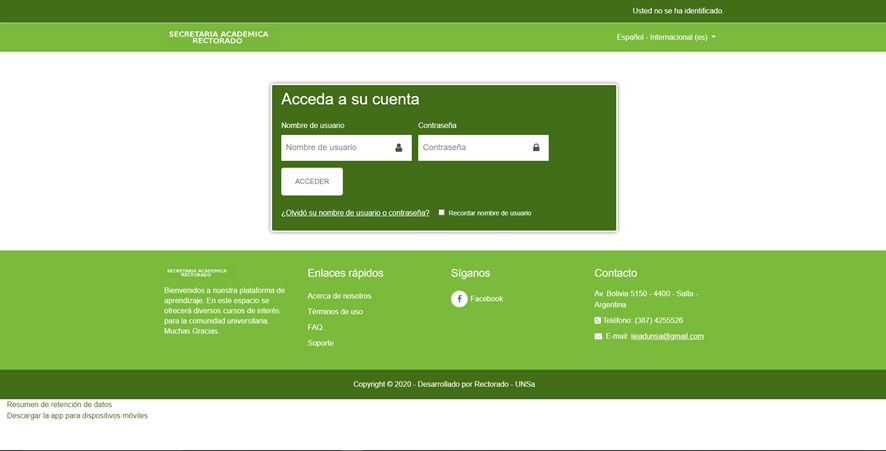 Usted no se ha identificado.
SECRETARIA ACADEMICA
RECTORADO
Español - Internacional (es)
Acceda a su cuenta
Nombre de usuario
Contraseña
Nombre de usuario
Contraseña
ACCEDER
¿Olvidó su nombre de usuario o contraseña?
Recordar nombre de usuario
SECRETARIA ACADEMICA
RECTORADO
Bienvenidos a nuestra plataforma de
aprendizaje. En este espacio se
ofrecerá diversos cursos de interés
para la comunidad universitaria.
Muchas Gracias.
Enlaces rápidos
Acerca de nosotros
Términos de uso
FAQ
Soporte
Síganos
Facebook
Contacto
Av. Bolivia 5150 - 4400 - Salta -
Argentina
Teléfono: (387) 4255526
E-mail: iieadunsa@gmail.com
Copyright © 2020 - Desarrollado por Rectorado - UNSa
Resumen de retención de datos
Descargar la app para dispositivos móviles